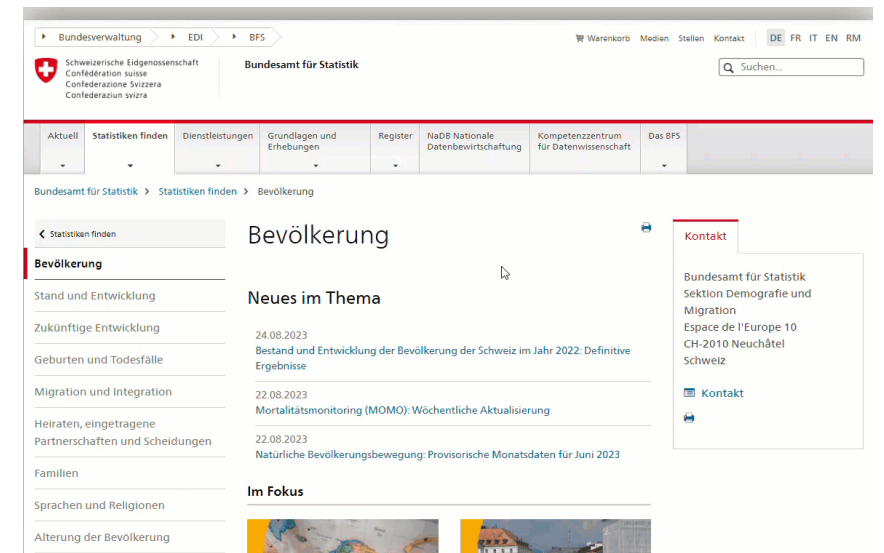 Bundesverwaltung EDI BFS
Warenkorb Medien Stellen Kontakt DE FR IT EN RM
Schweizerische Eidgenossenschaft
Confédération suisse
Confederazione Svizzera
Confederaziun svizra
Bundesamt für Statistik
Suchen...
Aktuell
Statistiken finden
Dienstleistungen
Grundlagen und
Erhebungen
Register
NaDB Nationale
Datenbewirtschaftung
Kompetenzzentrum
für Datenwissenschaft
Das BFS
Bundesamt für Statistik > Statistiken finden > Bevölkerung
Statistiken finden
Bevölkerung
Stand und Entwicklung
Zukünftige Entwicklung
Geburten und Todesfälle
Migration und Integration
Heiraten, eingetragene
Partnerschaften und Scheidungen
Familien
Sprachen und Religionen
Alterung der Bevölkerung
Bevölkerung
Neues im Thema
24.08.2023
Bestand und Entwicklung der Bevölkerung der Schweiz im Jahr 2022: Definitive
Ergebnisse
22.08.2023
Mortalitätsmonitoring (MOMO): Wöchentliche Aktualisierung
22.08.2023
Natürliche Bevölkerungsbewegung: Provisorische Monatsdaten für Juni 2023
Im Fokus
Kontakt
Bundesamt für Statistik
Sektion Demografie und
Migration
Espace de l'Europe 10
CH-2010 Neuchâtel
Schweiz
Kontakt